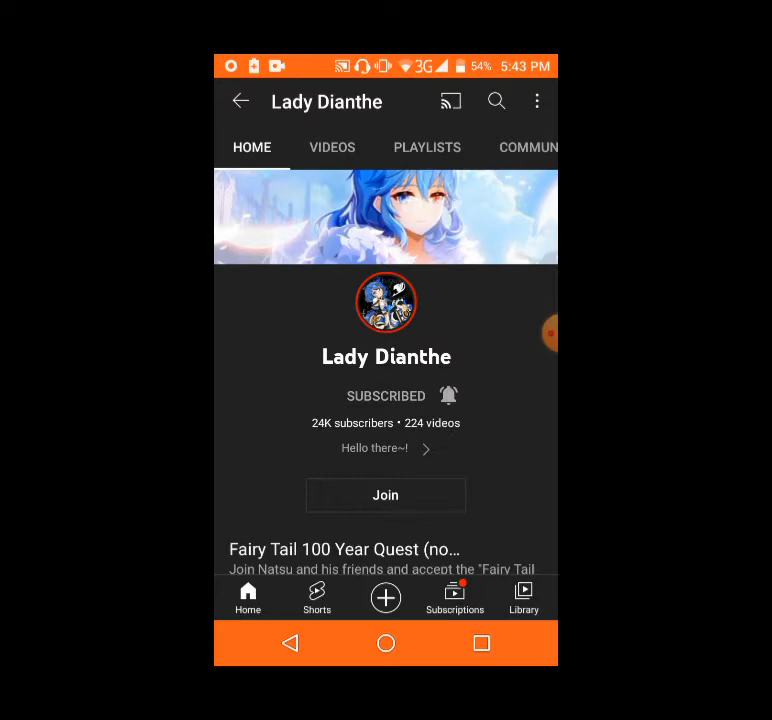 3G 54% 5:43 PM
Lady Dianthe
HOME VIDEOS PLAYLISTS COMMUN
Lady Dianthe
SUBSCRIBED
24K subscribers • 224 videos
Hello there~!
Join
Fairy Tail 100 Year Quest (no...
Join Natsu and his friends and accept the "Fairy Tail
Home Shorts Subscriptions Library